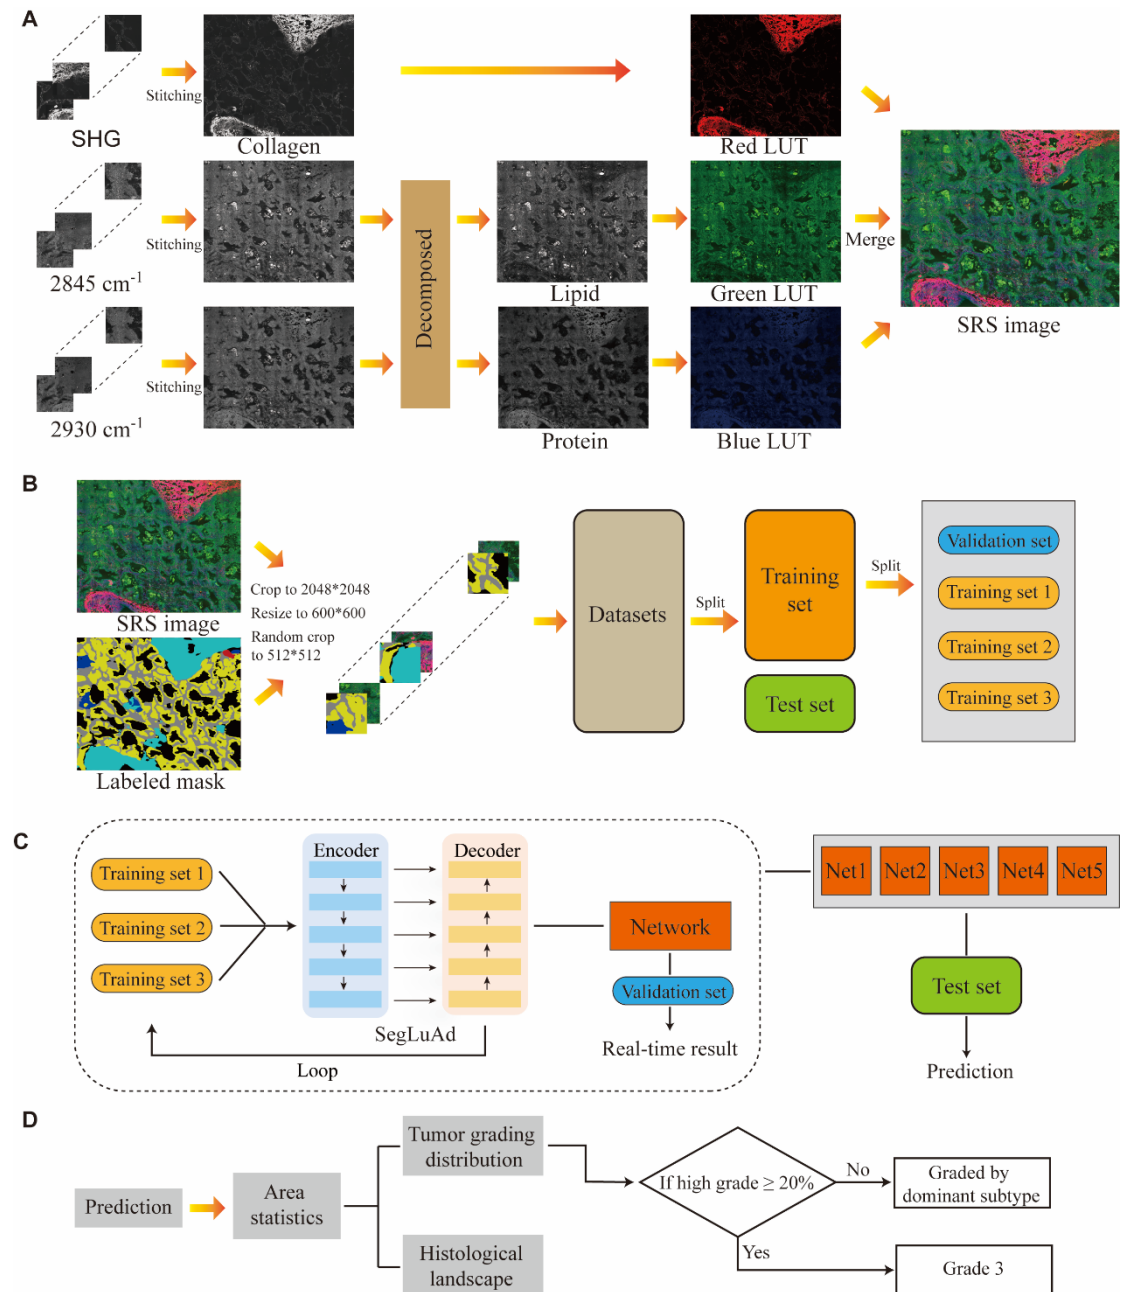 A
SHG
Stitching
Collagen
Red LUT
2845 cm⁻¹
Stitching
Decomposed
Lipid
Green LUT
Merge
SRS image
2930 cm⁻¹
Stitching
Protein
Blue LUT
B
SRS image
Labeled mask
Crop to 2048*2048
Resize to 600*600
Random crop
to 512*512
Datasets
Split
Training
set
Test set
Split
Validation set
Training set 1
Training set 2
Training set 3
C
Training set 1
Training set 2
Training set 3
Encoder
Decoder
SegLuAd
Loop
Network
Validation set
Real-time result
Net1
Net2
Net3
Net4
Net5
Test set
Prediction
D
Prediction
Area
statistics
Tumor grading
distribution
Histological
landscape
If high grade ≥ 20%
No
Graded by
dominant subtype
Yes
Grade 3